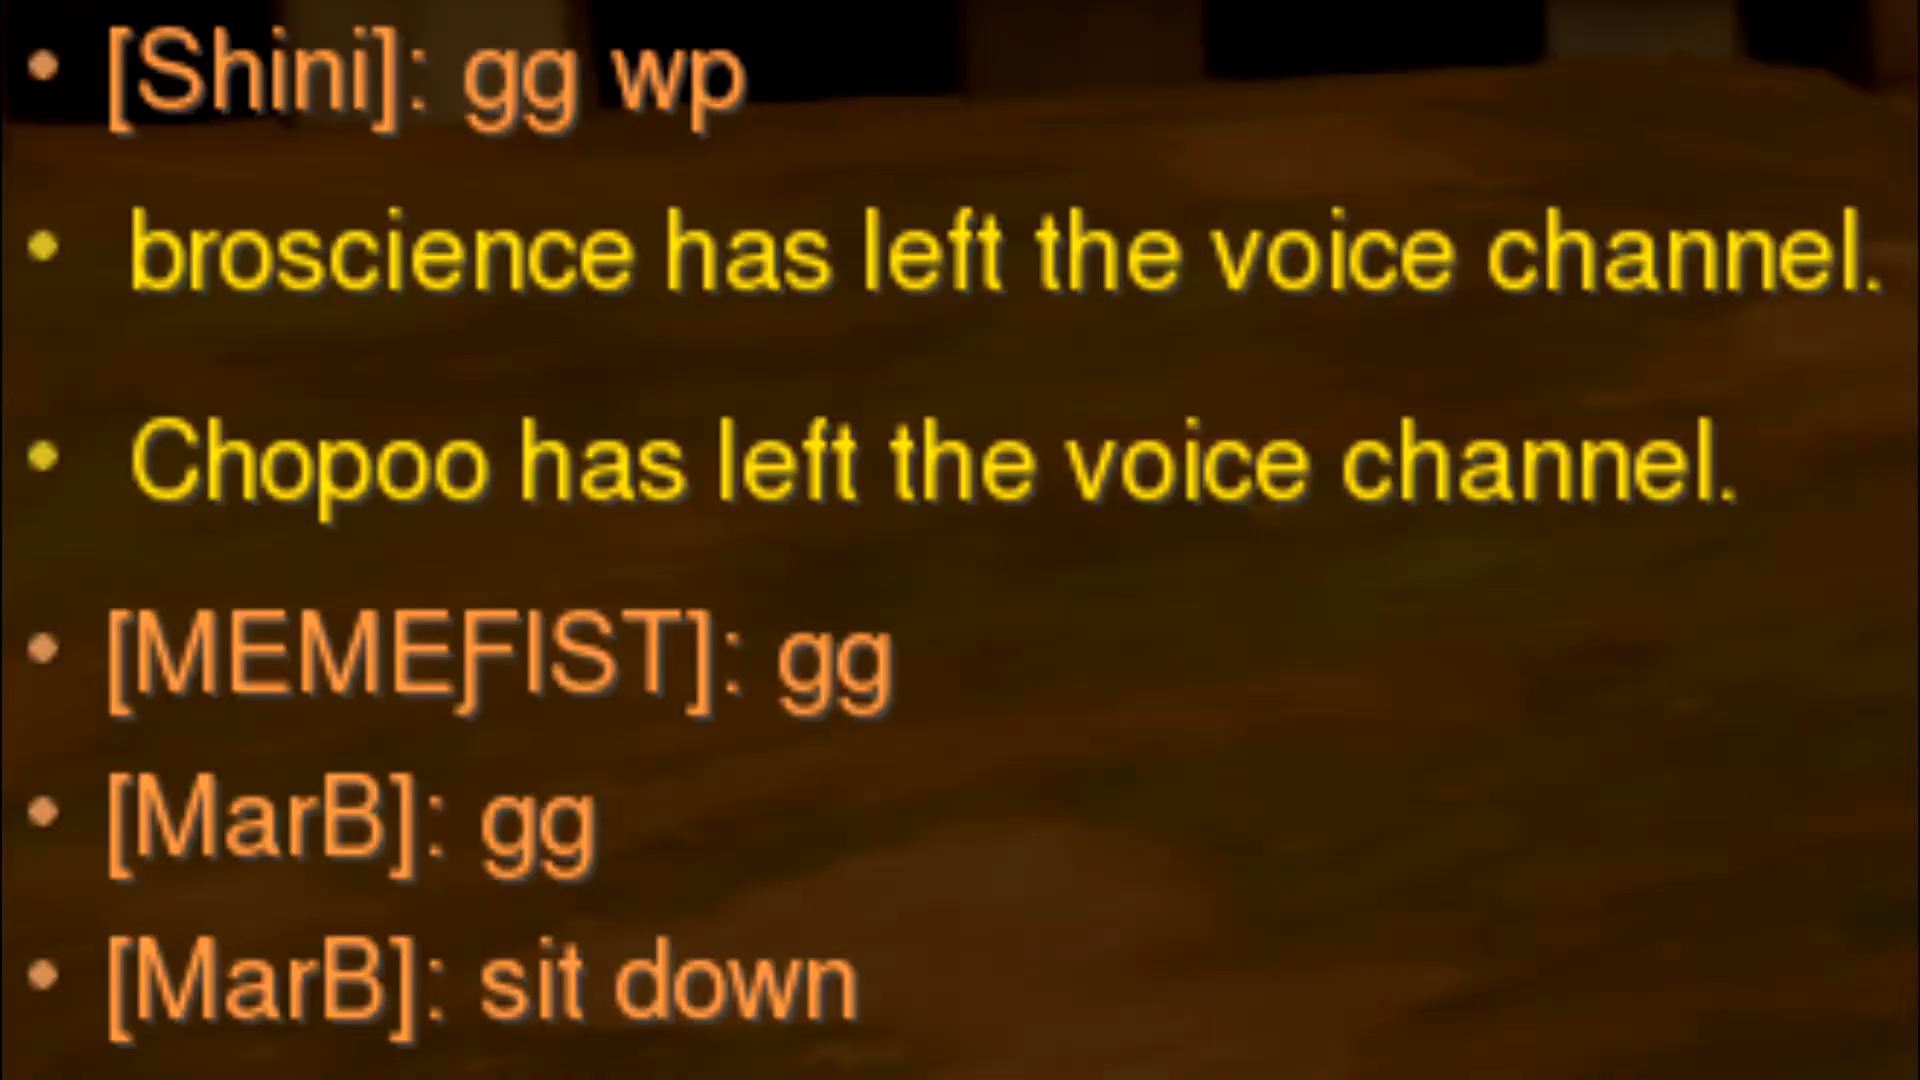 • [Shini]: gg wp
• broscience has left the voice channel.
• Chopoo has left the voice channel.
• [MEMEƑIST]: gg
• [MarB]: gg
• [MarB]: sit down